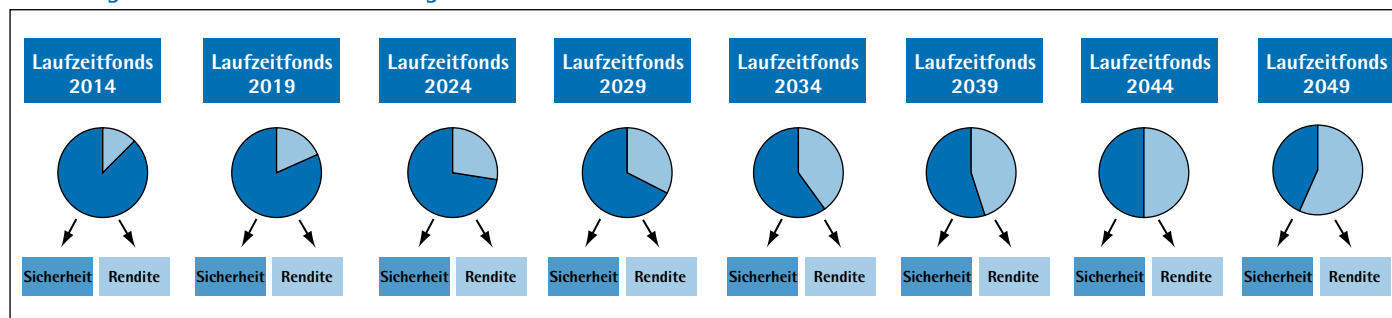 Laufzeitfonds
2014
Laufzeitfonds
2019
Laufzeitfonds
2024
Laufzeitfonds
2029
Laufzeitfonds
2034
Laufzeitfonds
2039
Laufzeitfonds
2044
Laufzeitfonds
2049
Sicherheit Rendite
Sicherheit Rendite
Sicherheit Rendite
Sicherheit Rendite
Sicherheit Rendite
Sicherheit Rendite
Sicherheit Rendite
Sicherheit Rendite